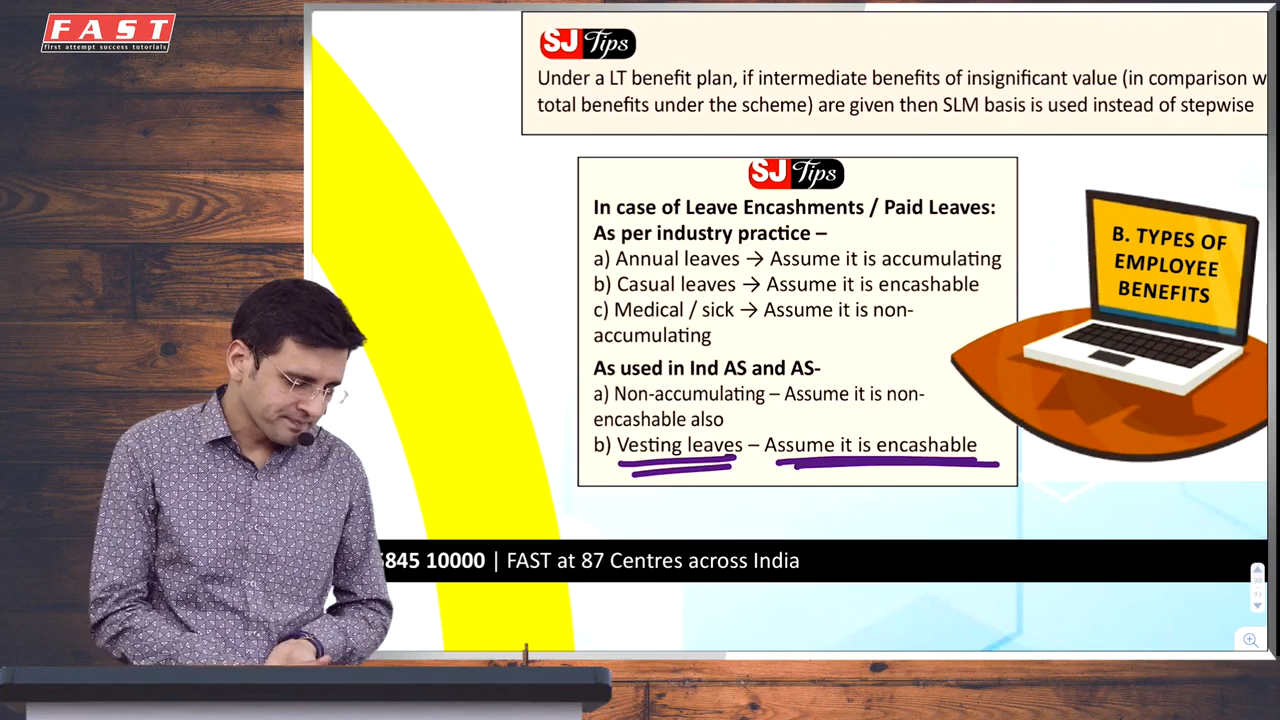 FAST
first attempt success tutorials
SJ Tips
Under a LT benefit plan, if intermediate benefits of insignificant value (in comparison w
total benefits under the scheme) are given then SLM basis is used instead of stepwise
SJ Tips
In case of Leave Encashments / Paid Leaves:
As per industry practice –
a) Annual leaves → Assume it is accumulating
b) Casual leaves → Assume it is encashable
c) Medical / sick → Assume it is non-
accumulating
As used in Ind AS and AS-
a) Non-accumulating – Assume it is non-
encashable also
b) Vesting leaves – Assume it is encashable
B. TYPES OF
EMPLOYEE
BENEFITS
845 10000 | FAST at 87 Centres across India